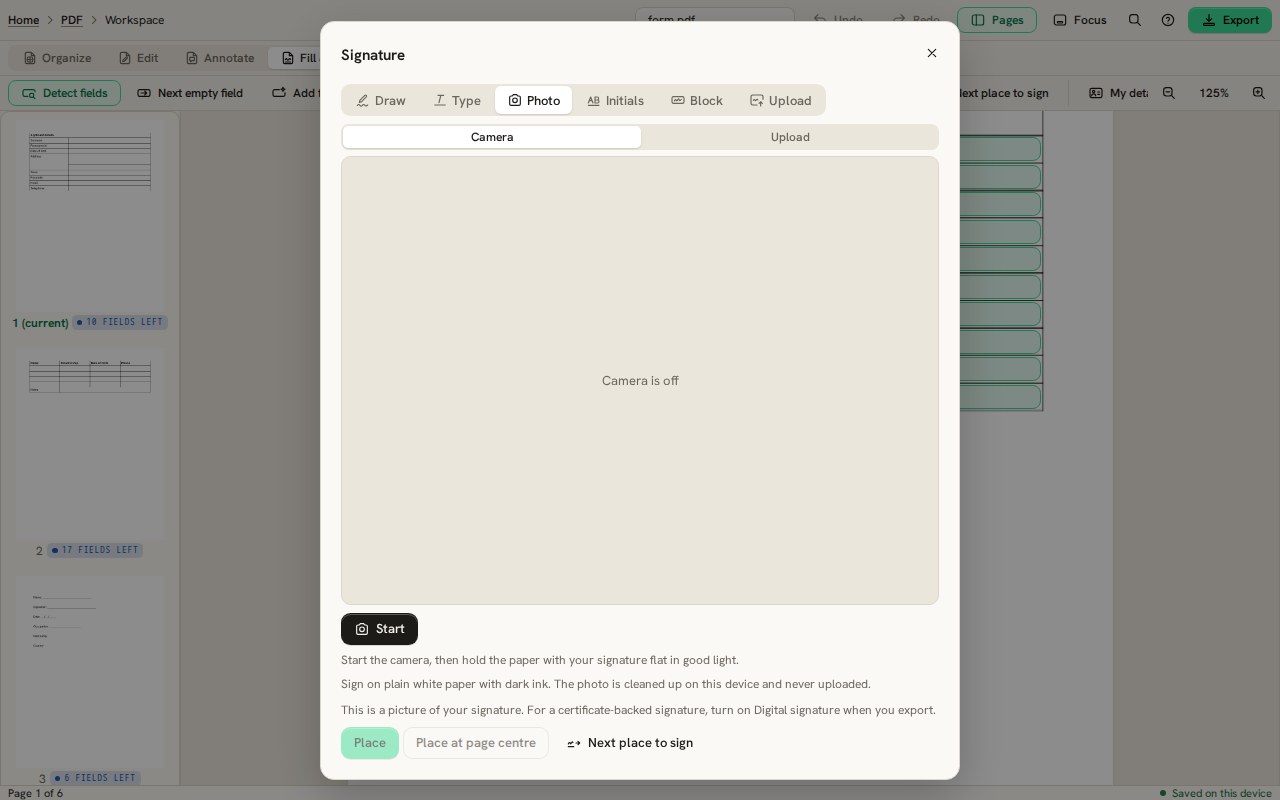 Home > PDF > Workspace
form.pdf
Undo
Redo
Pages
Focus
Export
Organize
Edit
Annotate
Fill
Detect fields
Next empty field
Add
place to sign
My
125%
1 (current)
10 FIELDS LEFT
2
17 FIELDS LEFT
3
6 FIELDS LEFT
Signature
Draw
Type
Photo
Initials
Block
Upload
Camera
Upload
Camera is off
Start
Start the camera, then hold the paper with your signature flat in good light.
Sign on plain white paper with dark ink. The photo is cleaned up on this device and never uploaded.
This is a picture of your signature. For a certificate-backed signature, turn on Digital signature when you export.
Place
Place at page centre
Next place to sign
Page 1 of 6
Saved on this device